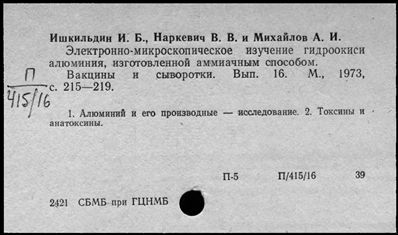 Ишкильдин И. Б., Наркевич В. В. и Михайлов А. И.
Электронно-микроскопическое изучение гидроокиси
алюминия, изготовленной аммиачным способом.
Вакцины и сыворотки. Вып. 16. М., 1973,
с. 215—219.
П
415/16
1. Алюминий и его производные — исследование. 2. Токсины и
анатоксины.
П-5 П/415/16 39
2421 СБМБ при ГЦНМБ